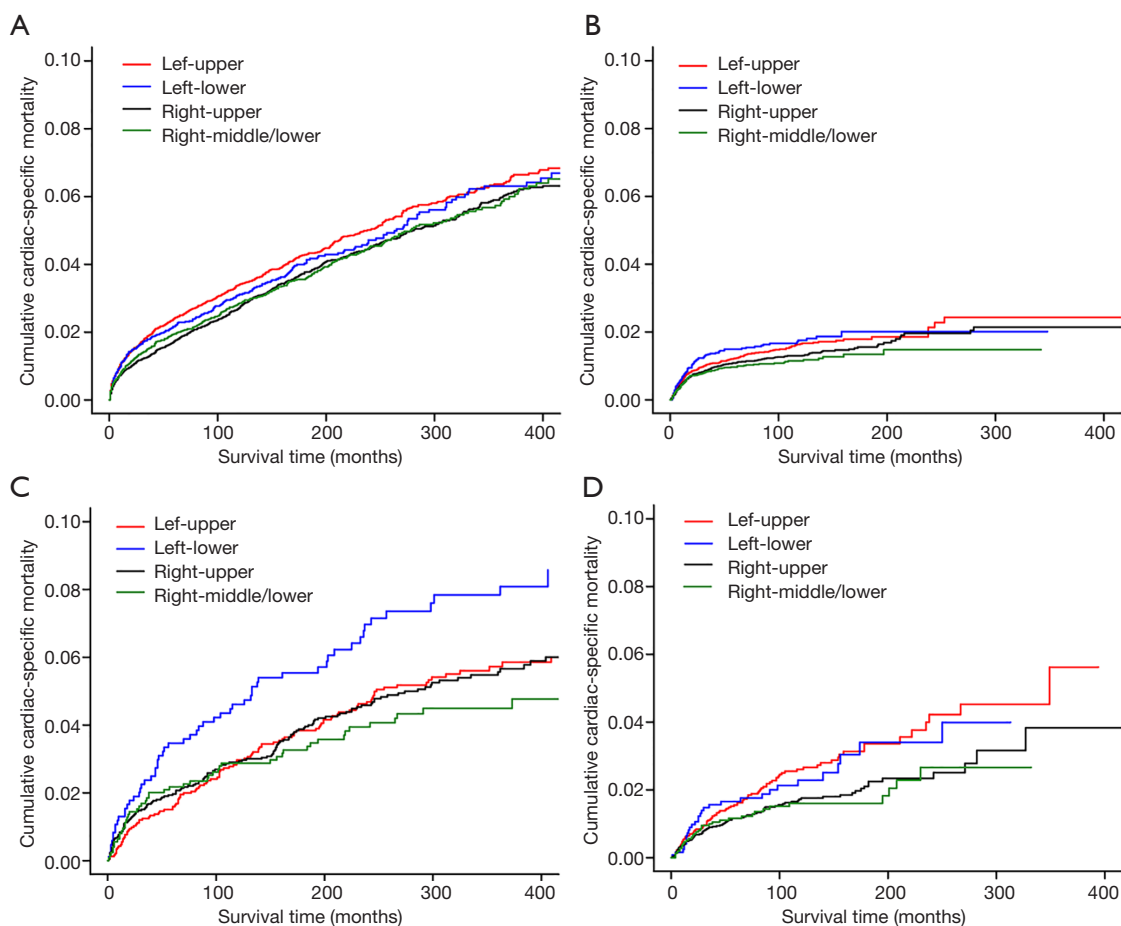 A
Cumulative cardiac-specific mortality
0.10
0.08
0.06
0.04
0.02
0.00
Lef-upper
Left-lower
Right-upper
Right-middle/lower
0 100 200 300 400
Survival time (months)
B
Cumulative cardiac-specific mortality
0.10
0.08
0.06
0.04
0.02
0.00
Lef-upper
Left-lower
Right-upper
Right-middle/lower
0 100 200 300 400
Survival time (months)
C
Cumulative cardiac-specific mortality
0.10
0.08
0.06
0.04
0.02
0.00
Lef-upper
Left-lower
Right-upper
Right-middle/lower
0 100 200 300 400
Survival time (months)
D
Cumulative cardiac-specific mortality
0.10
0.08
0.06
0.04
0.02
0.00
Lef-upper
Left-lower
Right-upper
Right-middle/lower
0 100 200 300 400
Survival time (months)